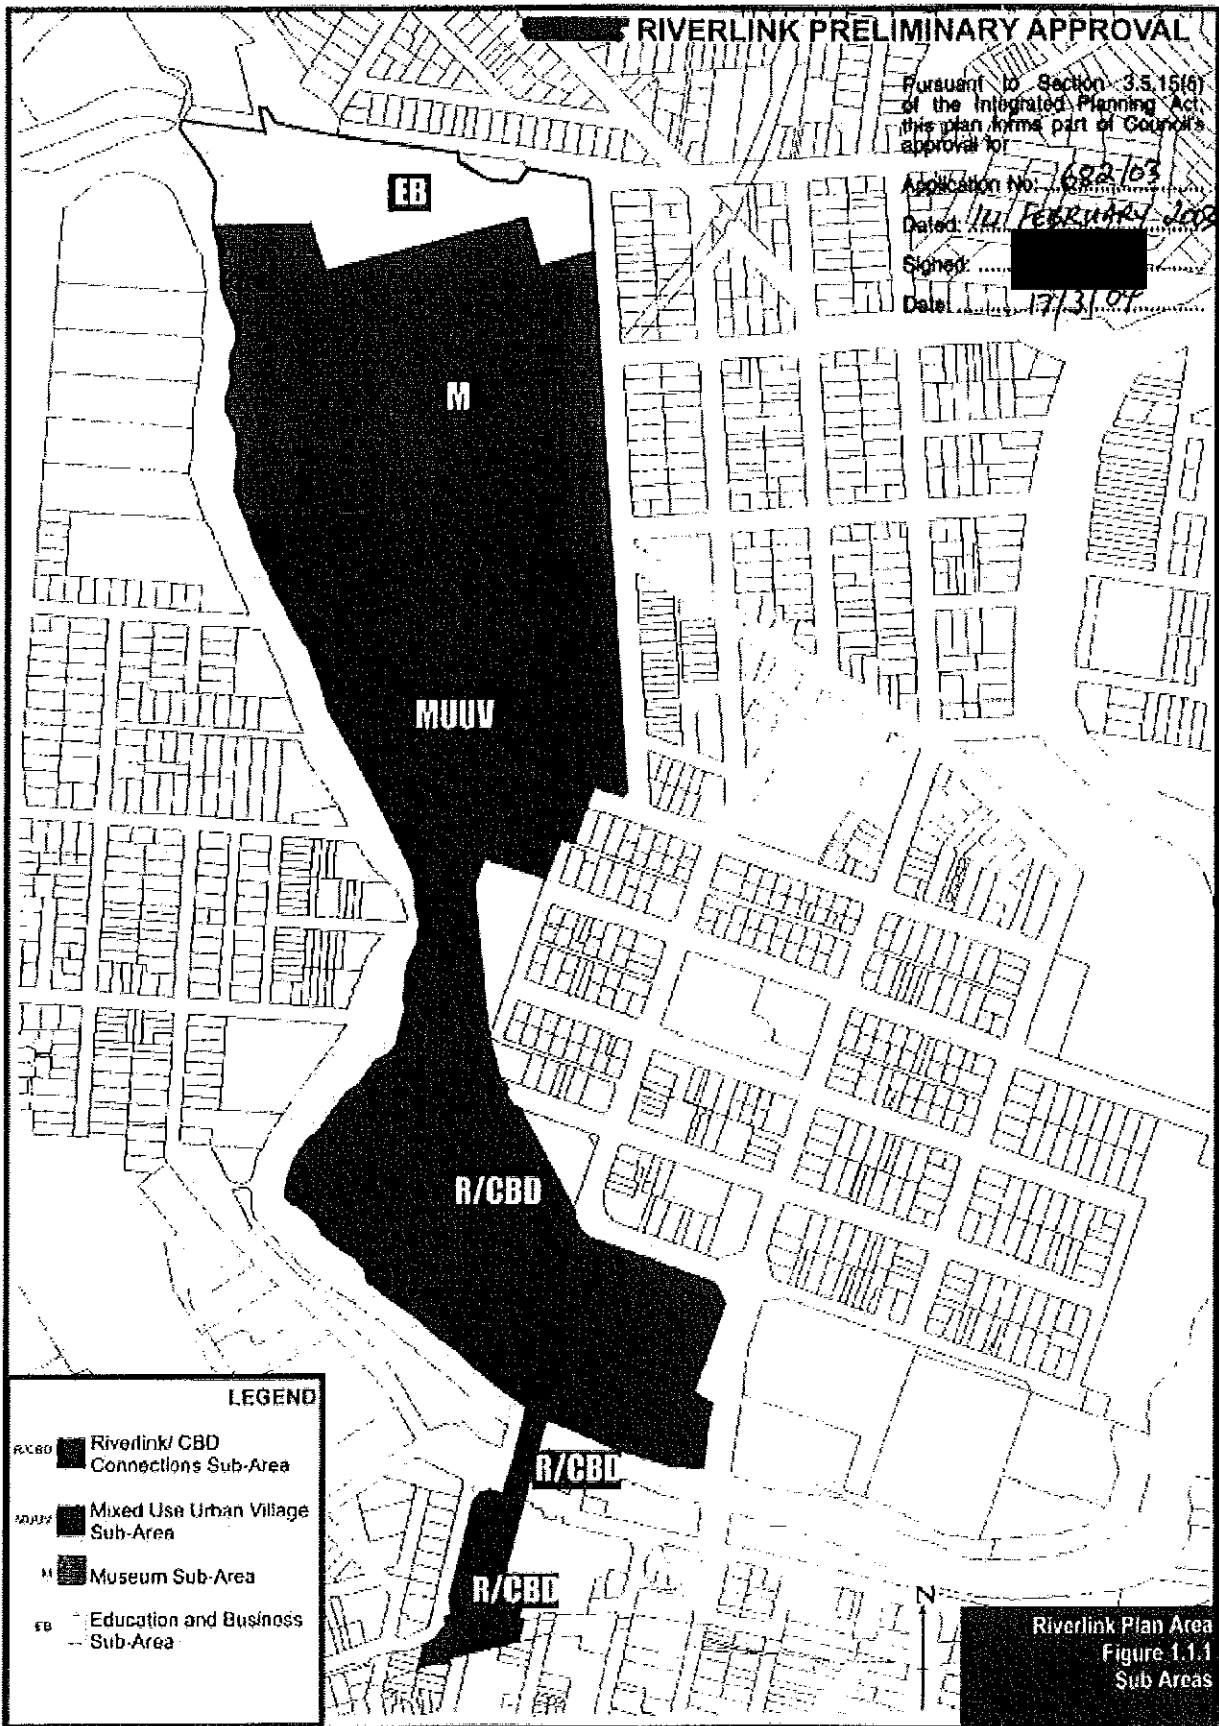 RIVERLINK PRELIMINARY APPROVAL
Pursuant to Section 3.5.15(6)
of the Integrated Planning Act,
this plan forms part of Council's
approval for
Application No: 682/03
Dated: FEBRUARY
Signed:
Date: 17/3/04
EB
M
MUUV
R/CBD
R/CBD
R/CBD
LEGEND
R/CBD Riverlink/ CBD
Connections Sub-Area
MUUV Mixed Use Urban Village
Sub-Area
M Museum Sub-Area
EB Education and Business
Sub-Area
N
Riverlink Plan Area
Figure 1.1.1
Sub Areas